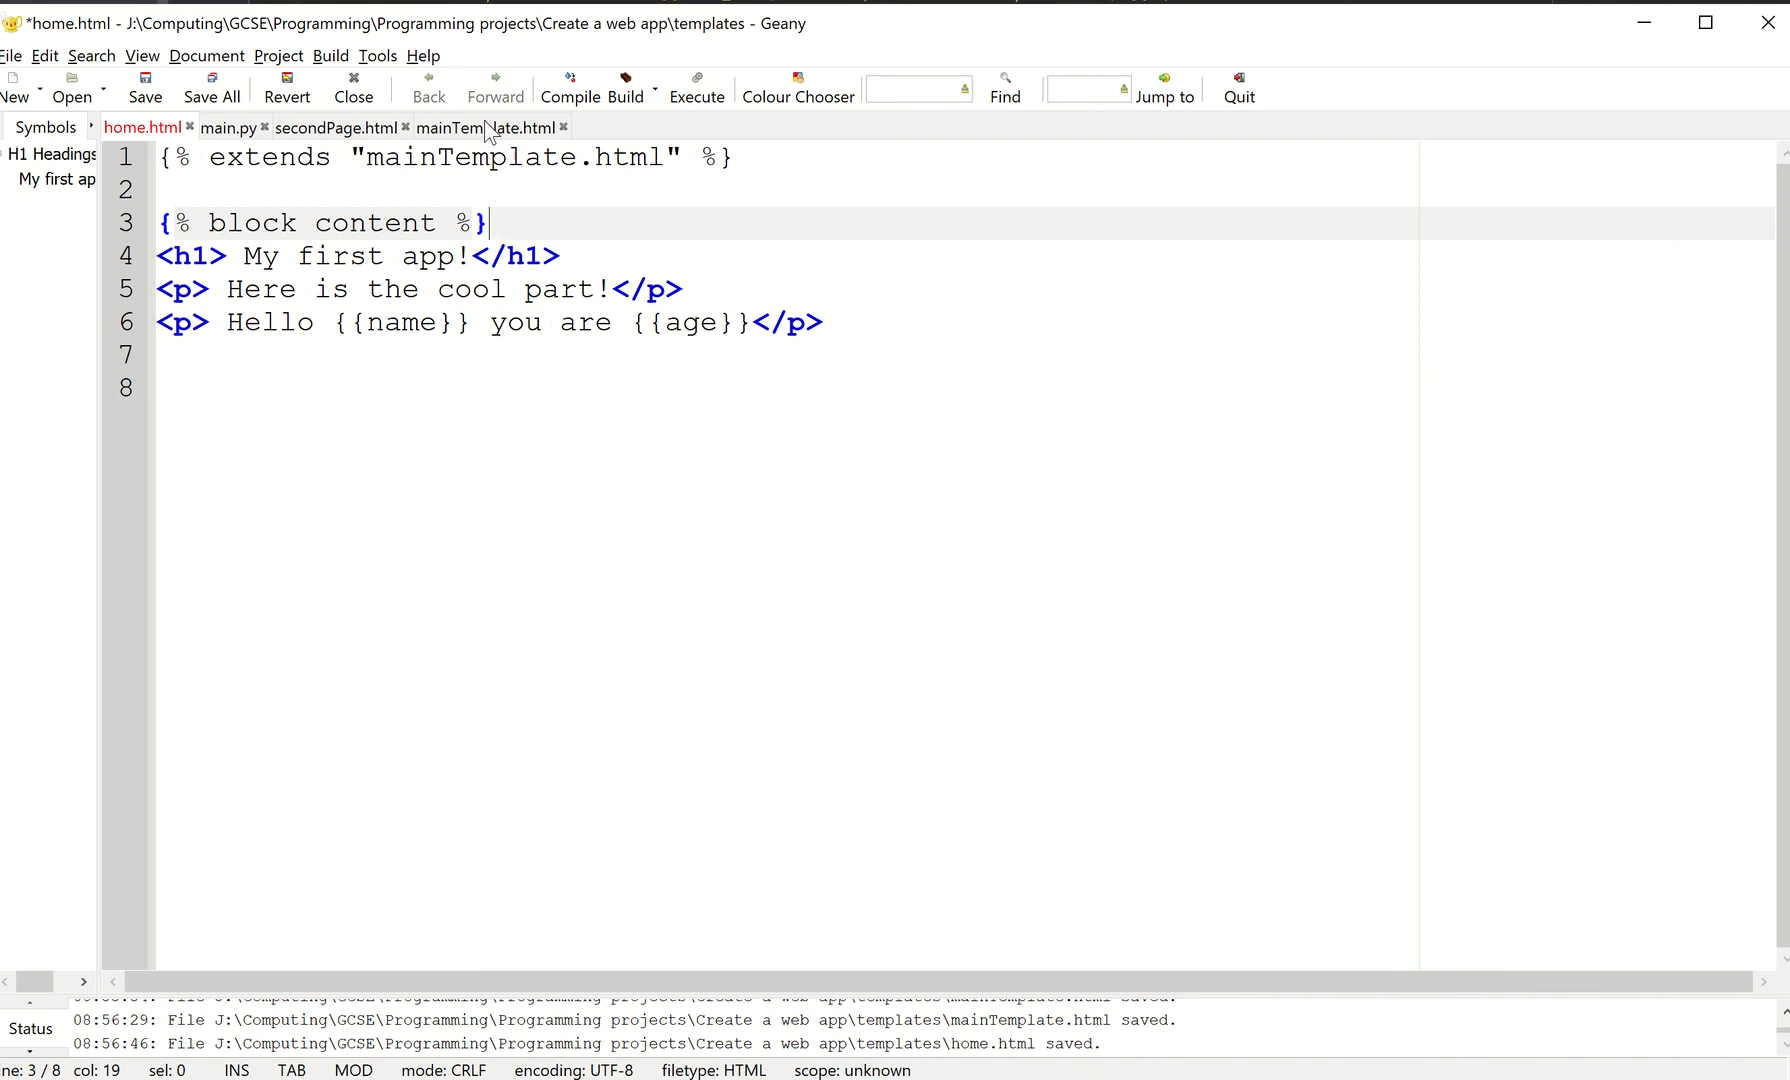 *home.html - J:\Computing\GCSE\Programming\Programming projects\Create a web app\templates - Geany
File Edit Search View Document Project Build Tools Help
New Open Save Save All Revert Close Back Forward Compile Build Execute Colour Chooser Find Jump to Quit
Symbols home.html main.py secondPage.html mainTemplate.html
H1 Headings
My first ap
1 {% extends "mainTemplate.html" %}
2
3 {% block content %}
4 <h1> My first app!</h1>
5 <p> Here is the cool part!</p>
6 <p> Hello {{name}} you are {{age}}</p>
7
8
Status
08:56:29: File J:\Computing\GCSE\Programming\Programming projects\Create a web app\templates\mainTemplate.html saved.
08:56:46: File J:\Computing\GCSE\Programming\Programming projects\Create a web app\templates\home.html saved.
ine: 3 / 8 col: 19 sel: 0 INS TAB MOD mode: CRLF encoding: UTF-8 filetype: HTML scope: unknown